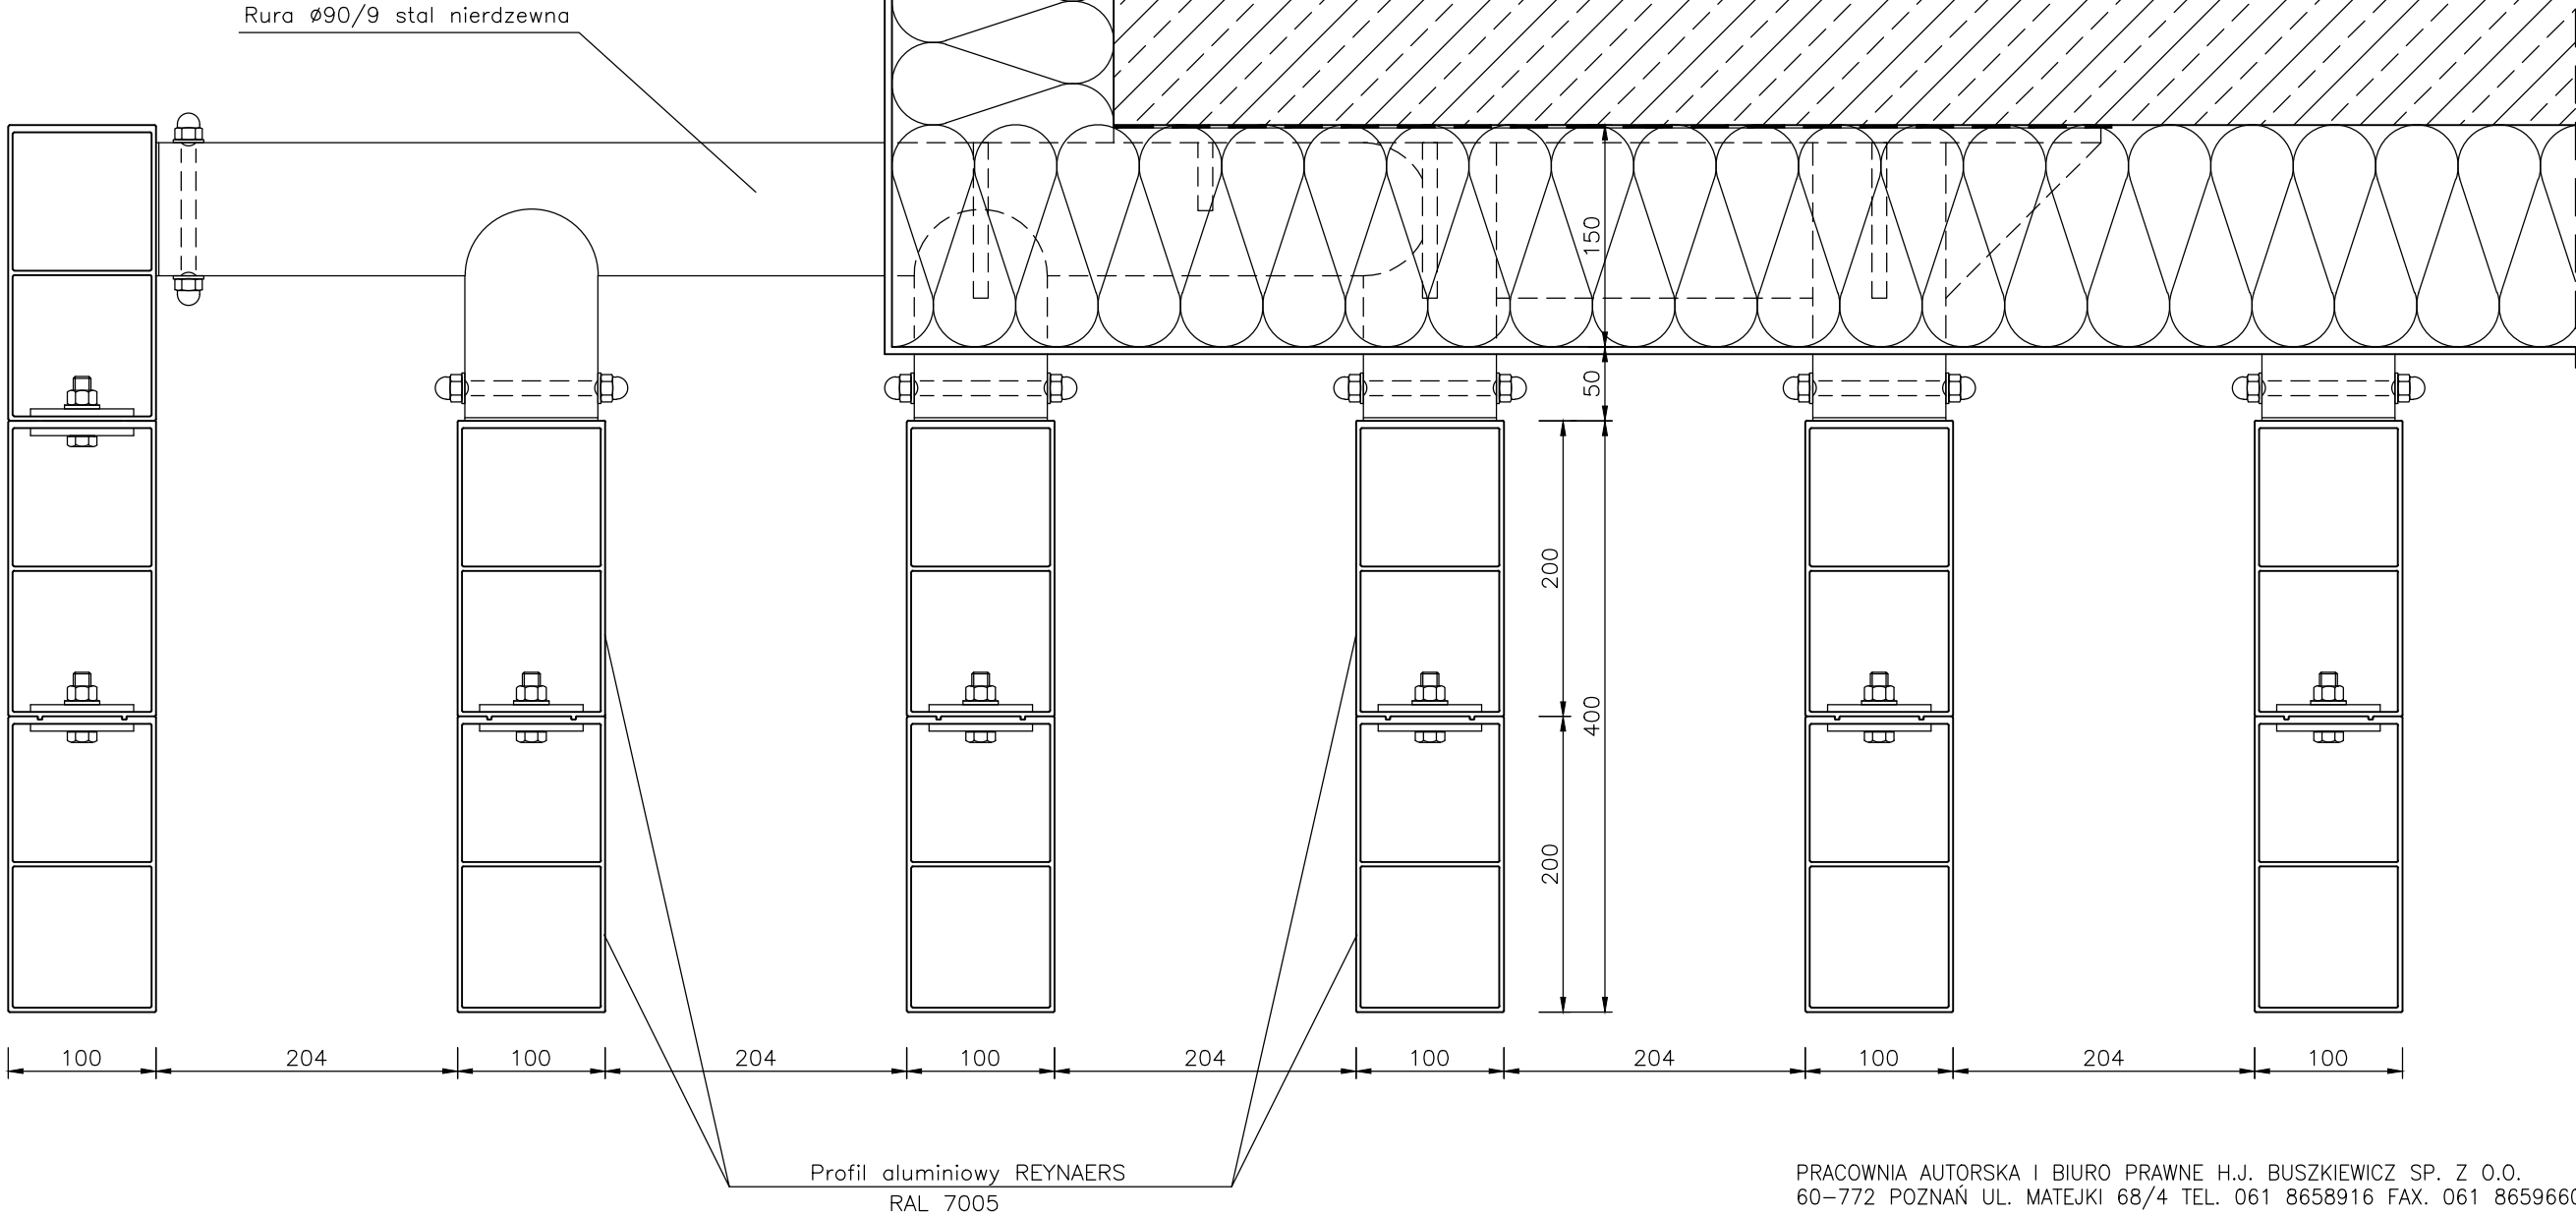 Rura ø90/9 stal nierdzewna
150
50
200
400
200
100 204 100 204 100 204 100 204 100 204 100
Profil aluminiowy REYNAERS
RAL 7005
PRACOWNIA AUTORSKA I BIURO PRAWNE H.J. BUSZKIEWICZ SP. Z O.O.
60-772 POZNAŃ UL. MATEJKI 68/4 TEL. 061 8658916 FAX. 061 8659660